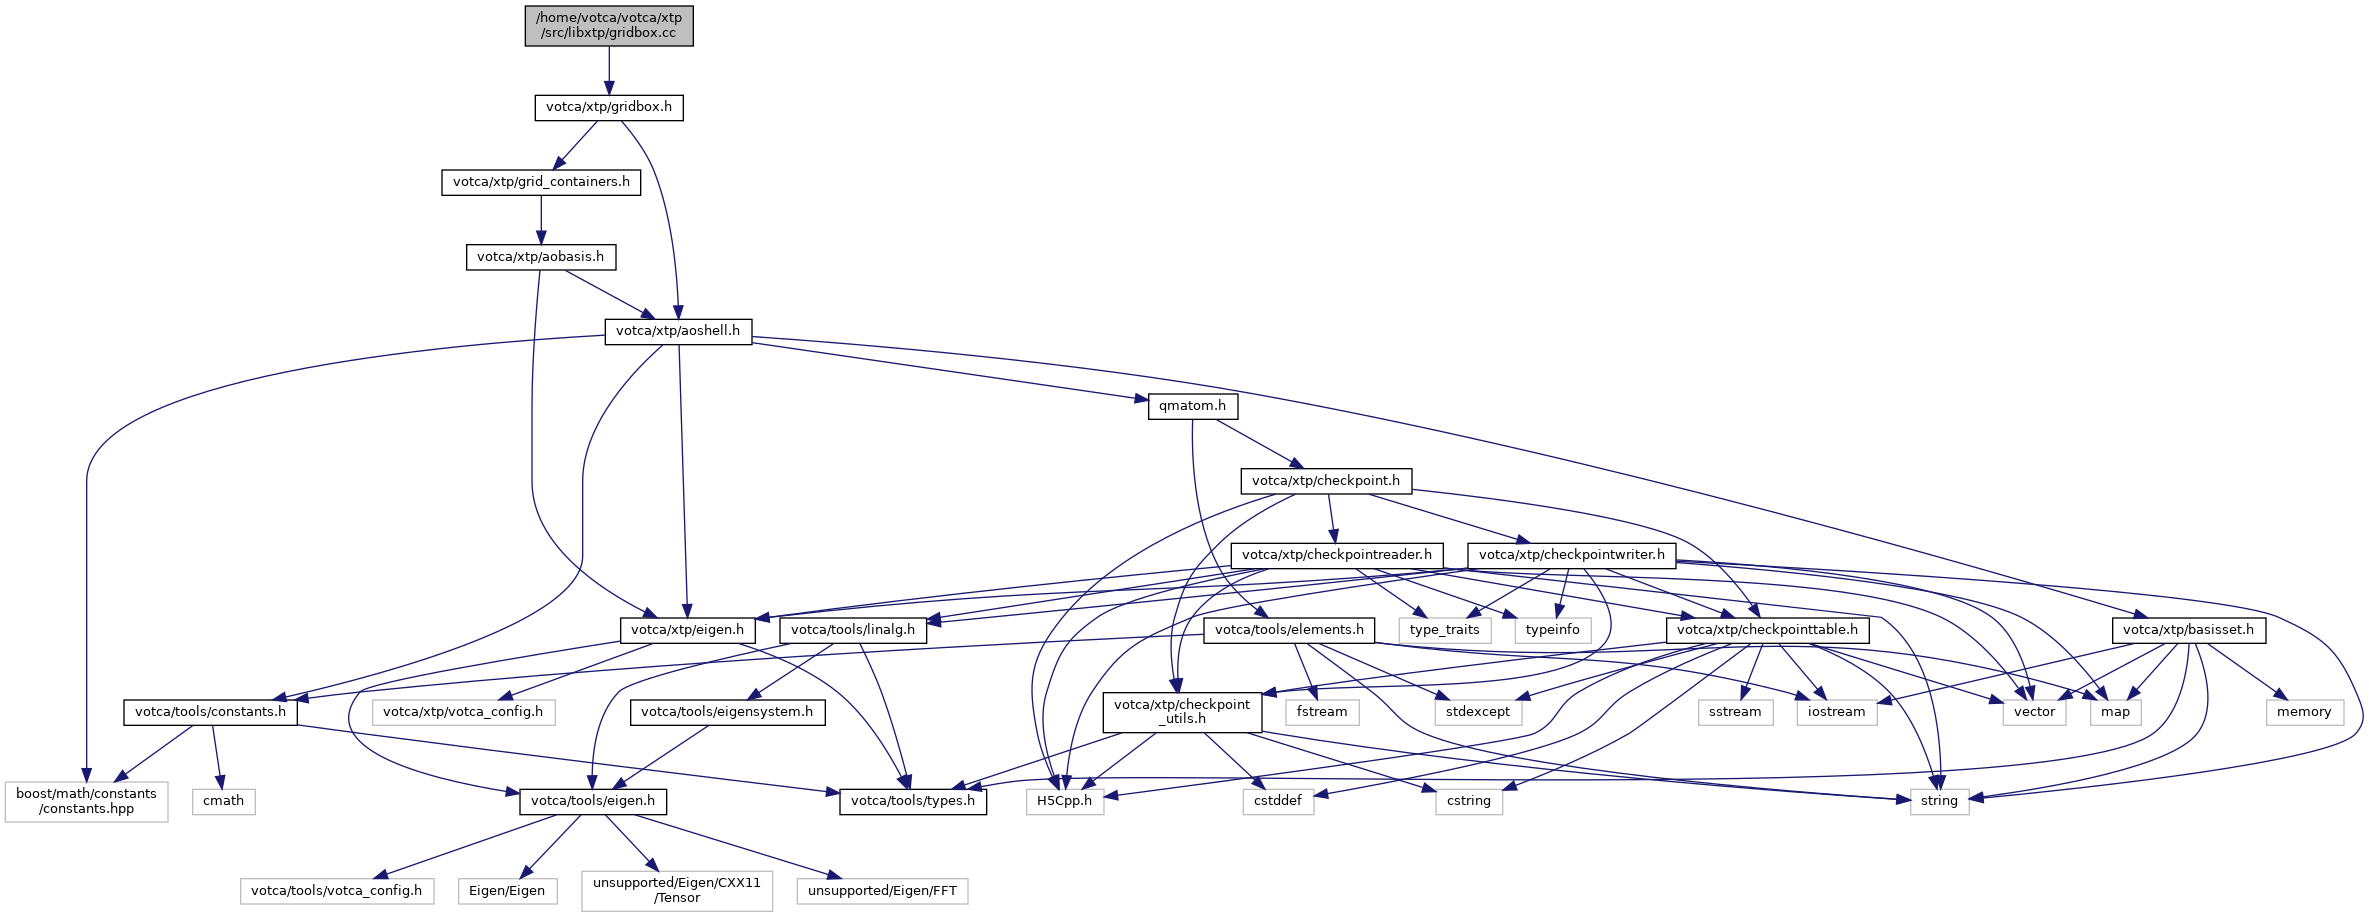 /home/votca/votca/xtp
/src/libxtp/gridbox.cc
votca/xtp/gridbox.h
votca/xtp/grid_containers.h
votca/xtp/aobasis.h
votca/xtp/aoshell.h
qmatom.h
votca/xtp/checkpoint.h
votca/xtp/checkpointreader.h
votca/xtp/checkpointwriter.h
votca/xtp/eigen.h
votca/tools/linalg.h
votca/tools/elements.h
type_traits
typeinfo
votca/xtp/checkpointtable.h
votca/xtp/basisset.h
votca/tools/constants.h
votca/xtp/votca_config.h
votca/tools/eigensystem.h
votca/xtp/checkpoint
_utils.h
fstream
stdexcept
sstream
iostream
vector
map
memory
boost/math/constants
/constants.hpp
cmath
votca/tools/eigen.h
votca/tools/types.h
H5Cpp.h
cstddef
cstring
string
votca/tools/votca_config.h
Eigen/Eigen
unsupported/Eigen/CXX11
/Tensor
unsupported/Eigen/FFT